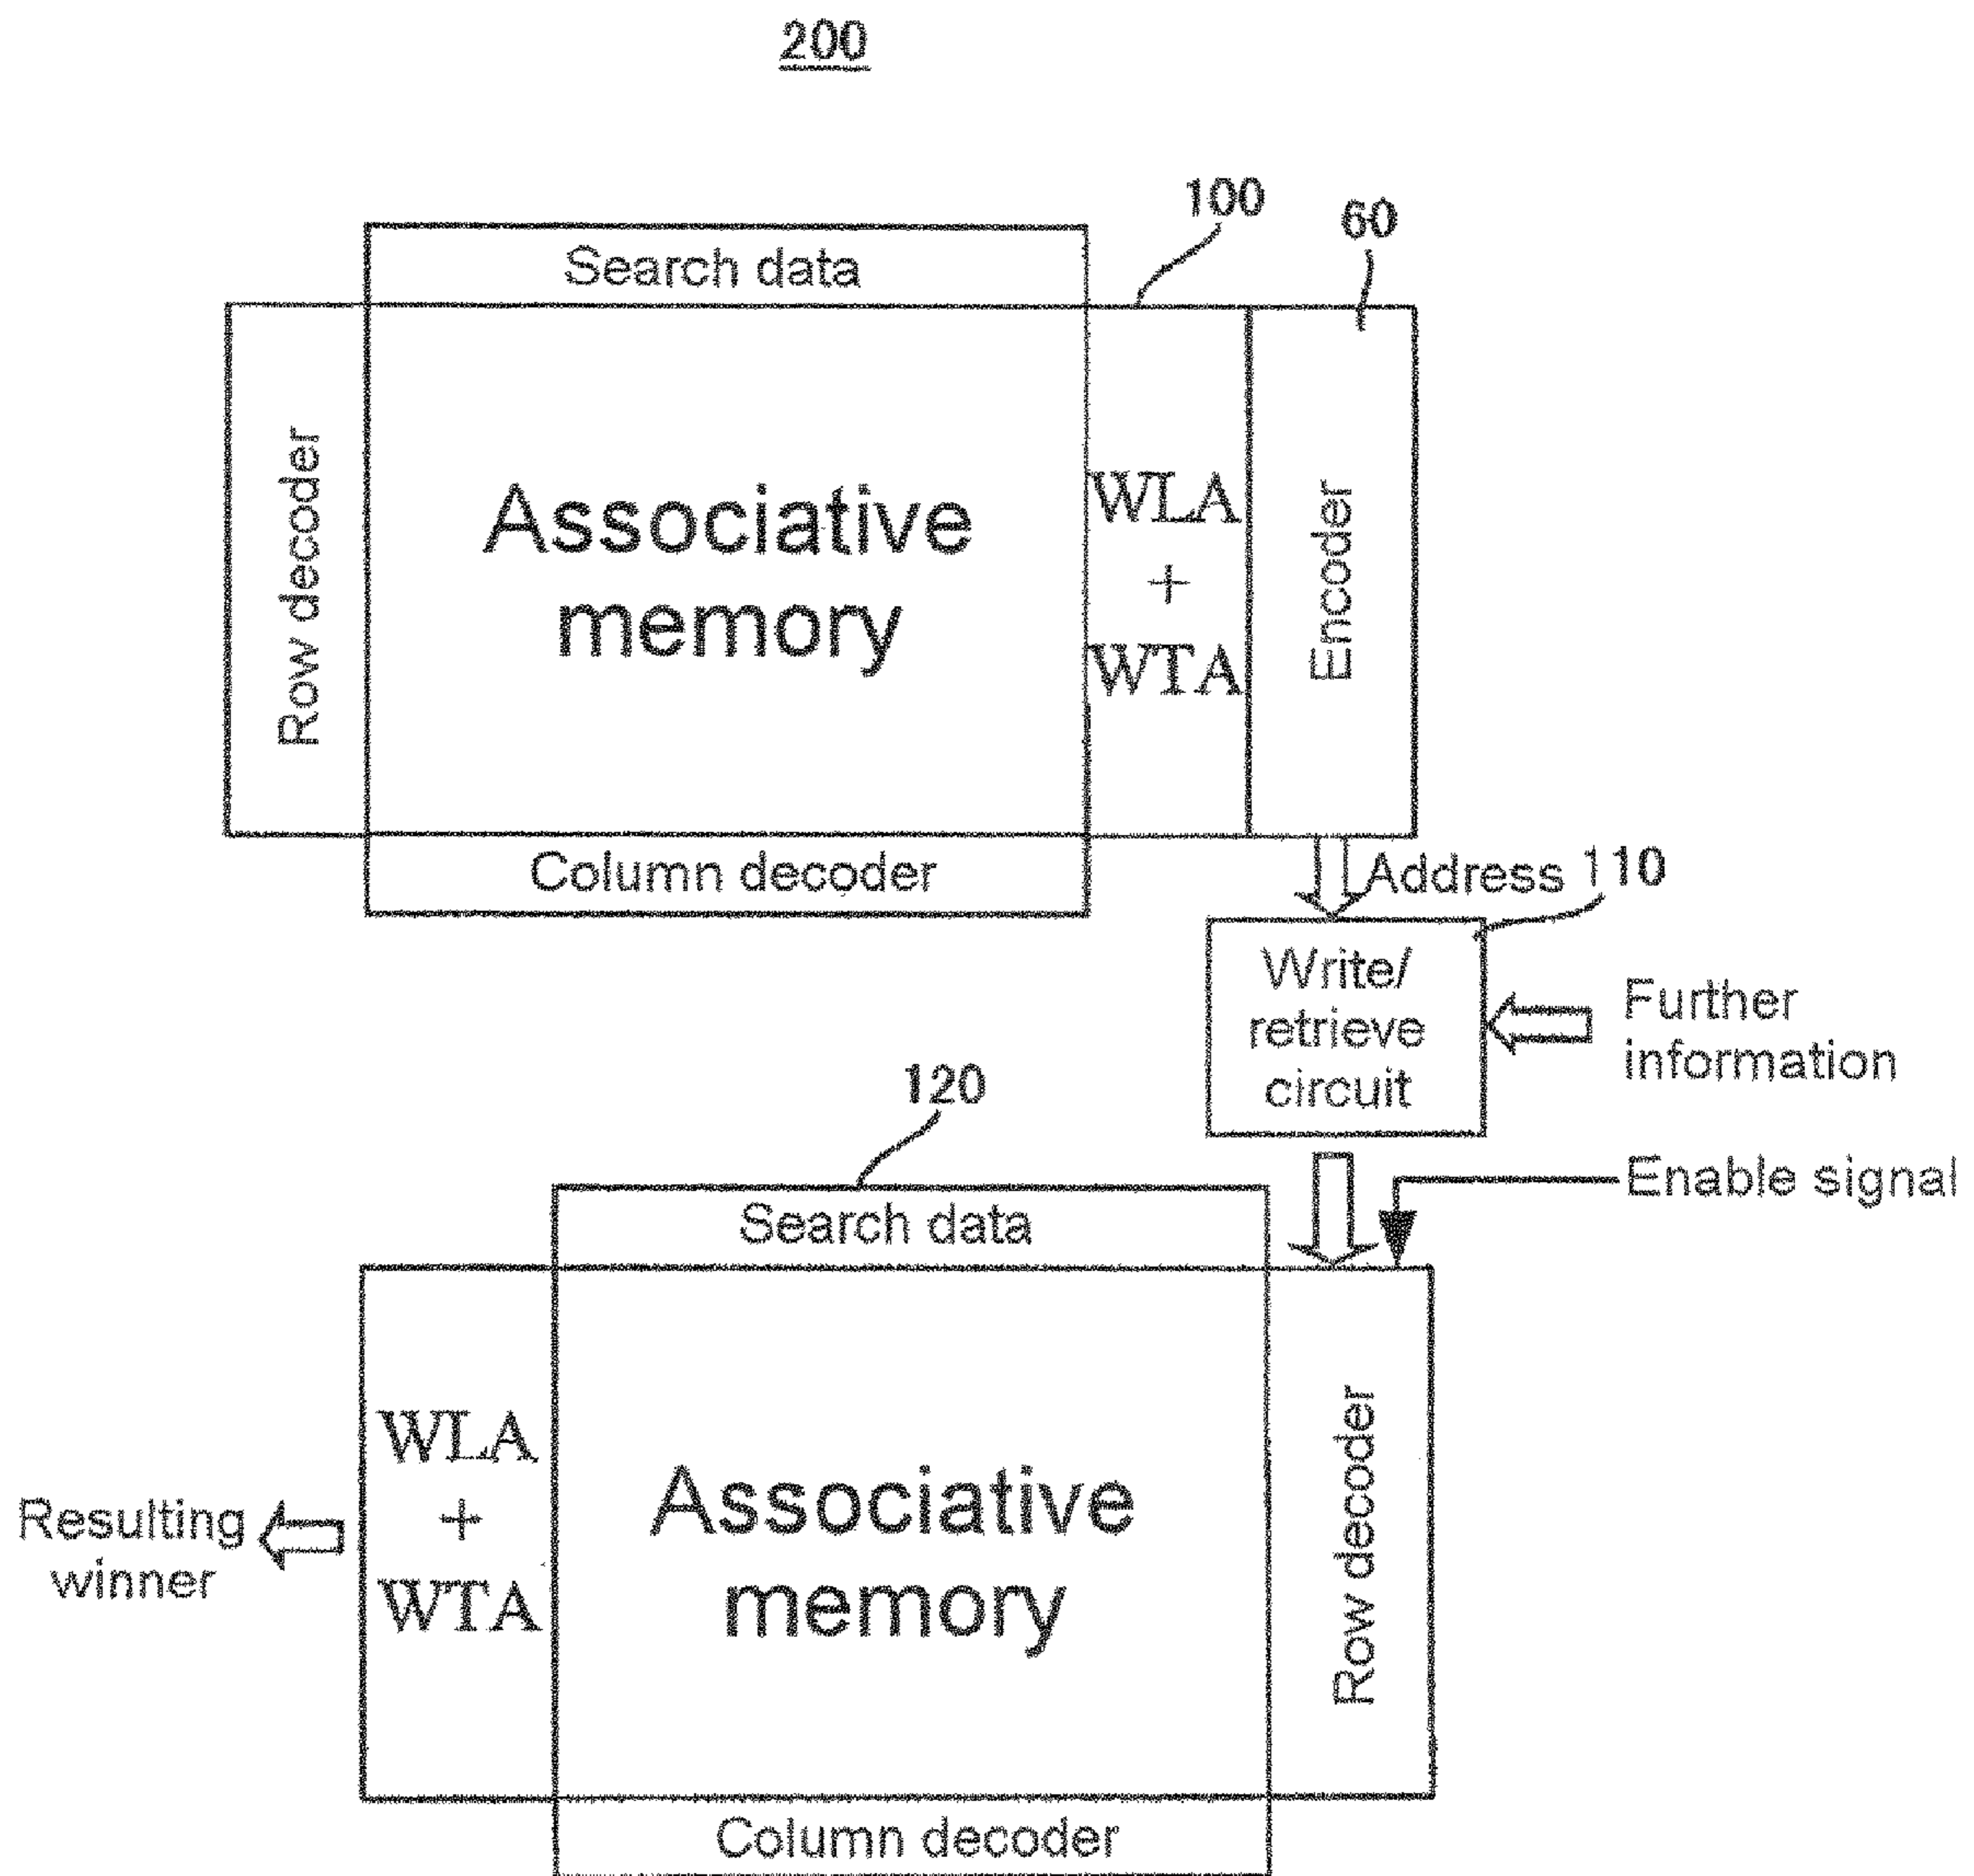 200
100
60
Search data
Row decoder
Associative
memory
WLA
+
WTA
Encoder
Column decoder
Address 110
Write/
retrieve
circuit
Further
information
120
Enable signal
Search data
WLA
+
WTA
Associative
memory
Row decoder
Resulting
winner
Column decoder